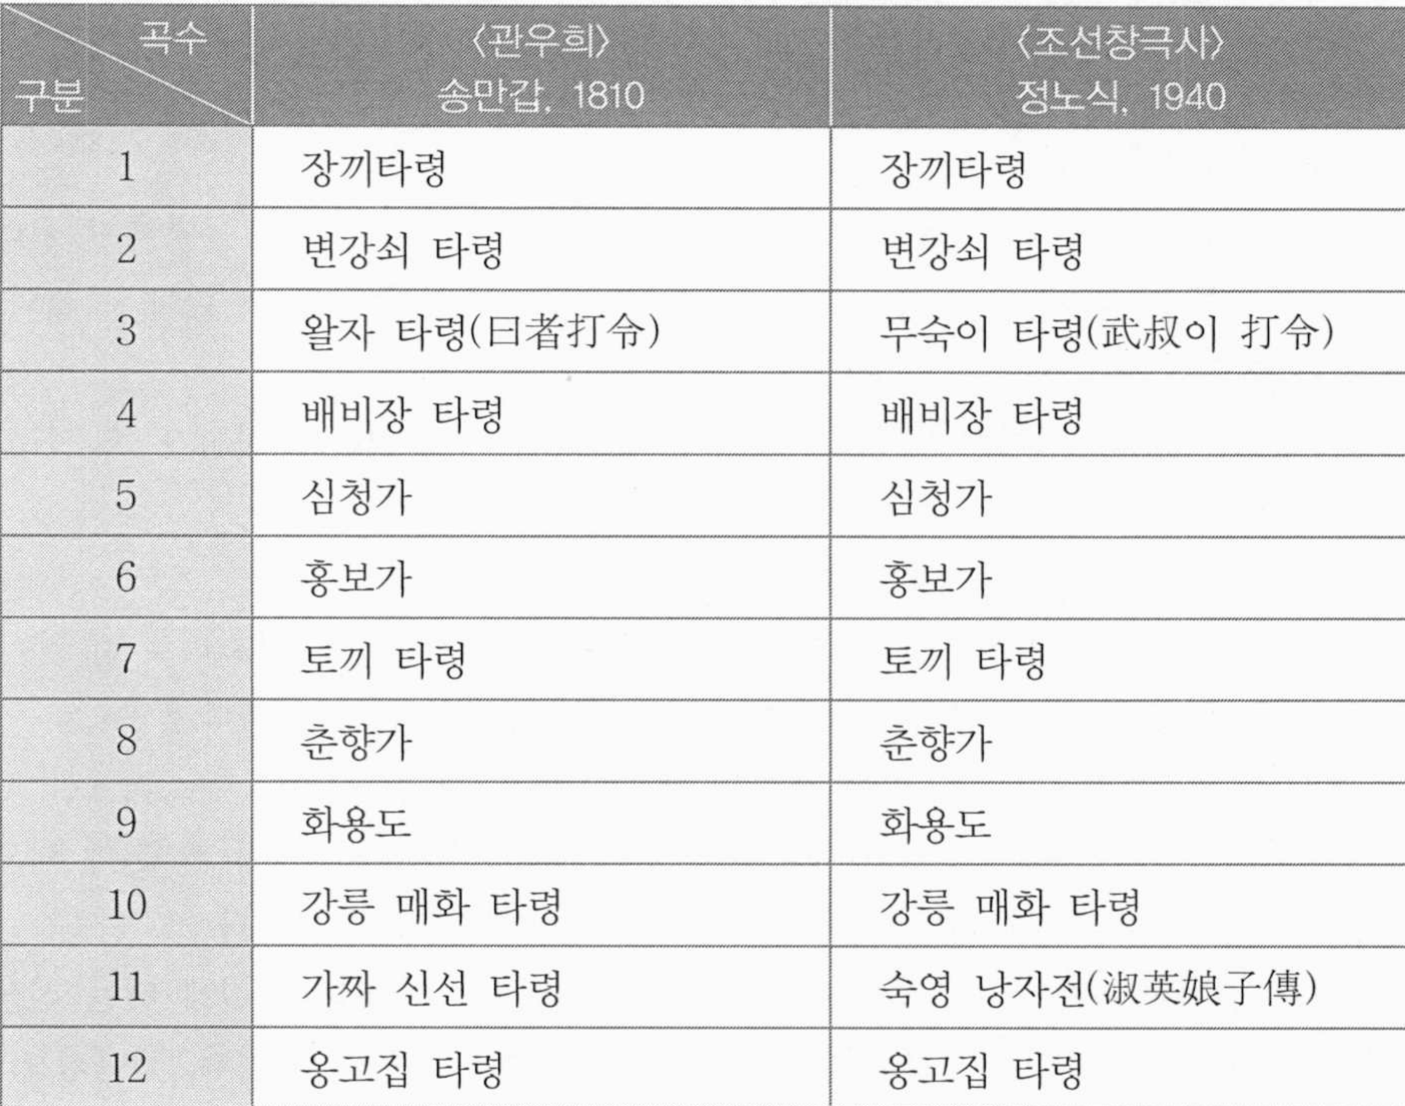 곡수
구분
〈관우희〉
송만갑, 1810
〈조선창극사〉
정노식, 1940
1 장끼타령 장끼타령
2 변강쇠 타령 변강쇠 타령
3 왈자 타령(曰者打令) 무숙이 타령(武叔이 打令)
4 배비장 타령 배비장 타령
5 심청가 심청가
6 홍보가 홍보가
7 토끼 타령 토끼 타령
8 춘향가 춘향가
9 화용도 화용도
10 강릉 매화 타령 강릉 매화 타령
11 가짜 신선 타령 숙영 낭자전(淑英娘子傳)
12 옹고집 타령 옹고집 타령